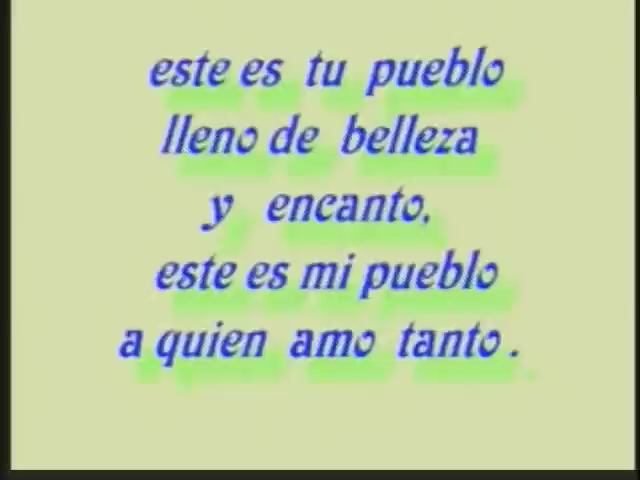 este es tu pueblo
lleno de belleza
y encanto,
este es mi pueblo
a quien amo tanto.